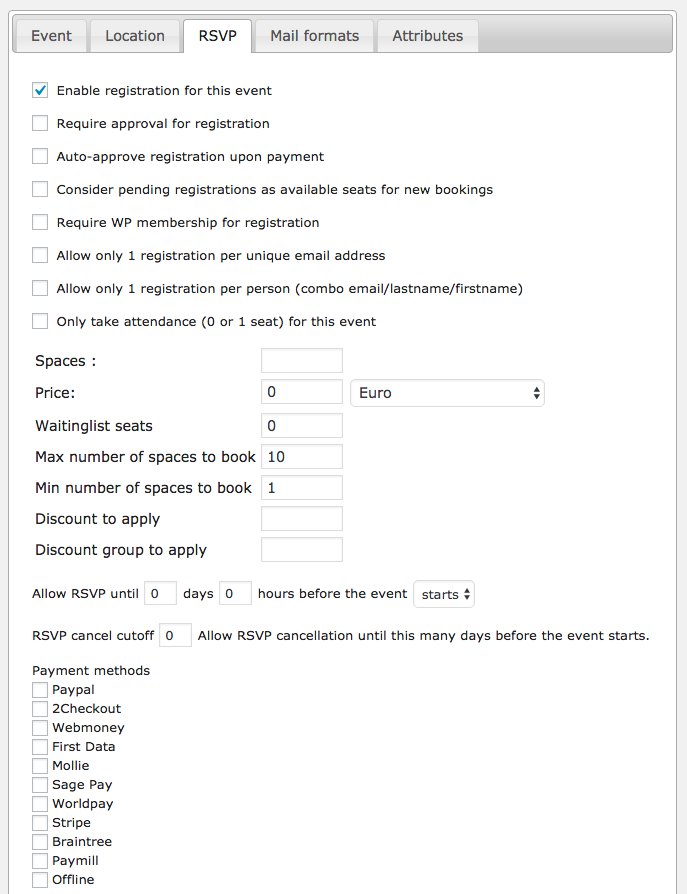 Event Location RSVP Mail formats Attributes
Enable registration for this event
Require approval for registration
Auto-approve registration upon payment
Consider pending registrations as available seats for new bookings
Require WP membership for registration
Allow only 1 registration per unique email address
Allow only 1 registration per person (combo email/lastname/firstname)
Only take attendance (0 or 1 seat) for this event
Spaces :
Price: 0 Euro
Waitinglist seats 0
Max number of spaces to book 10
Min number of spaces to book 1
Discount to apply
Discount group to apply
Allow RSVP until 0 days 0 hours before the event starts
RSVP cancel cutoff 0 Allow RSVP cancellation until this many days before the event starts.
Payment methods
Paypal
2Checkout
Webmoney
First Data
Mollie
Sage Pay
Worldpay
Stripe
Braintree
Paymill
Offline